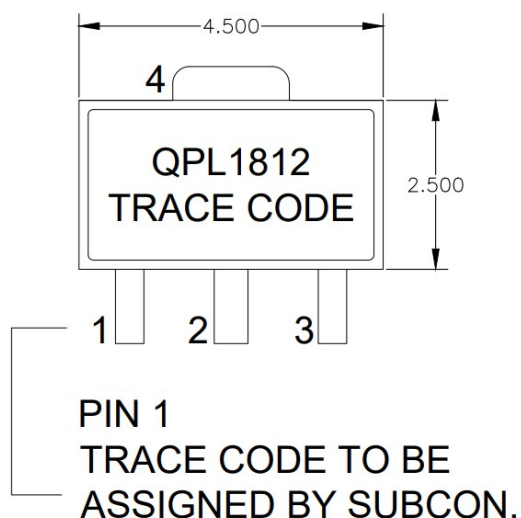 4.500
4
QPL1812
TRACE CODE
2.500
1 2 3
PIN 1
TRACE CODE TO BE
ASSIGNED BY SUBCON.